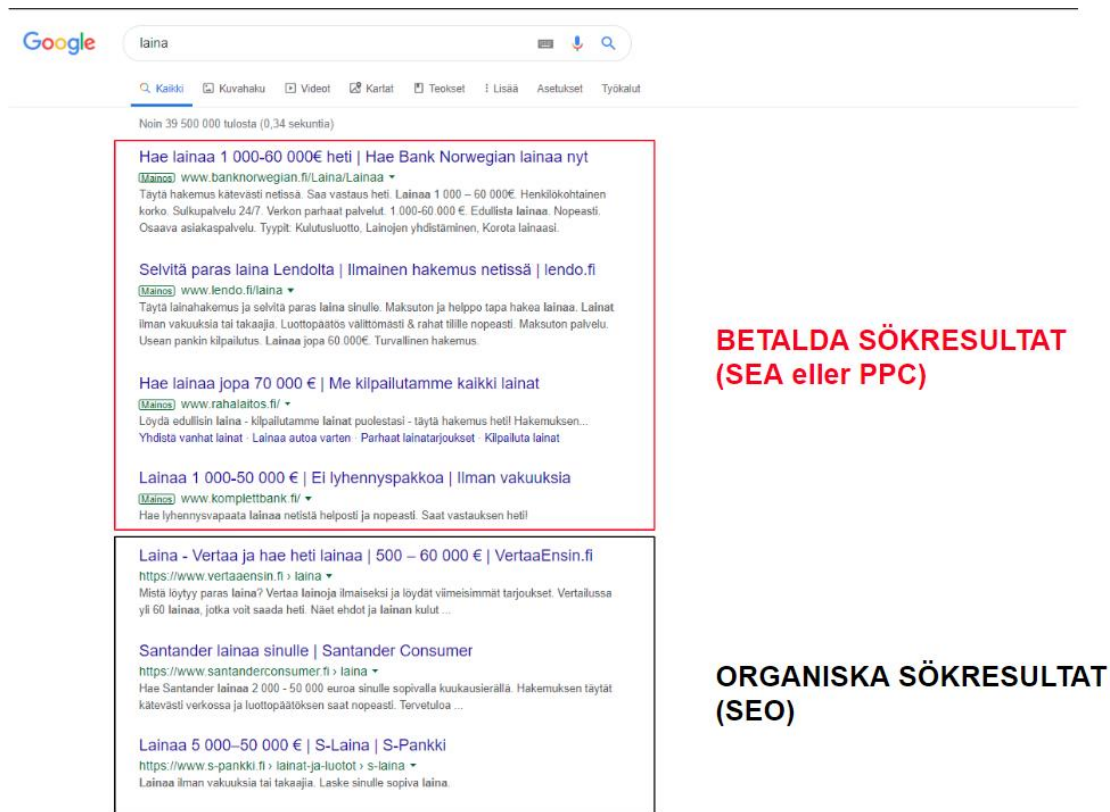 Google
laina
Kaikki Kuvahaku Videot Kartat Teokset Lisää Asetukset Työkalut
Noin 39 500 000 tulosta (0,34 sekuntia)
Hae lainaa 1 000-60 000€ heti | Hae Bank Norwegian lainaa nyt
Mainos www.banknorwegian.fi/Laina/Lainaa
Täytä hakemus kätevästi netissä. Saa vastaus heti. Lainaa 1 000 – 60 000€. Henkilökohtainen
korko. Sulkupalvelu 24/7. Verkon parhaat palvelut. 1.000-60.000 €. Edullista lainaa. Nopeasti.
Osaava asiakaspalvelu. Tyypit: Kulutusluotto, Lainojen yhdistäminen, Korota lainaasi.
Selvitä paras laina Lendolta | Ilmainen hakemus netissä | lendo.fi
Mainos www.lendo.fi/laina
Täytä lainahakemus ja selvitä paras laina sinulle. Maksuton ja helppo tapa hakea lainaa. Lainat
ilman vakuuksia tai takaajia. Luottopäätös välittömästi & rahat tilille nopeasti. Maksuton palvelu.
Usean pankin kilpailutus. Lainaa jopa 60 000€. Turvallinen hakemus.
BETALDA SÖKRESULTAT
(SEA eller PPC)
Hae lainaa jopa 70 000 € | Me kilpailutamme kaikki lainat
Mainos www.rahalaitos.fi/
Löydä edullisin laina - kilpailutamme lainat puolestasi - täytä hakemus heti! Hakemuksen...
Yhdistä vanhat lainat · Lainaa autoa varten · Parhaat lainatarjoukset · Kilpailuta lainat
Lainaa 1 000-50 000 € | Ei lyhennyspakkoa | Ilman vakuuksia
Mainos www.komplettbank.fi/
Hae lyhennysvapaata lainaa netistä helposti ja nopeasti. Saat vastauksen heti!
Laina - Vertaa ja hae heti lainaa | 500 – 60 000 € | VertaaEnsin.fi
https://www.vertaaensin.fi › laina
Mistä löytyy paras laina? Vertaa lainoja ilmaiseksi ja löydät viimeisimmät tarjoukset. Vertailussa
yli 60 lainaa, jotka voit saada heti. Näet ehdot ja lainan kulut ...
Santander lainaa sinulle | Santander Consumer
https://www.santanderconsumer.fi › laina
Hae Santander lainaa 2 000 - 50 000 euroa sinulle sopivalla kuukausierällä. Hakemuksen täytät
kätevästi verkossa ja luottopäätöksen saat nopeasti. Tervetuloa ...
ORGANISKA SÖKRESULTAT
(SEO)
Lainaa 5 000–50 000 € | S-Laina | S-Pankki
https://www.s-pankki.fi › lainat-ja-luotot › s-laina
Lainaa ilman vakuuksia tai takaajia. Laske sinulle sopiva laina.